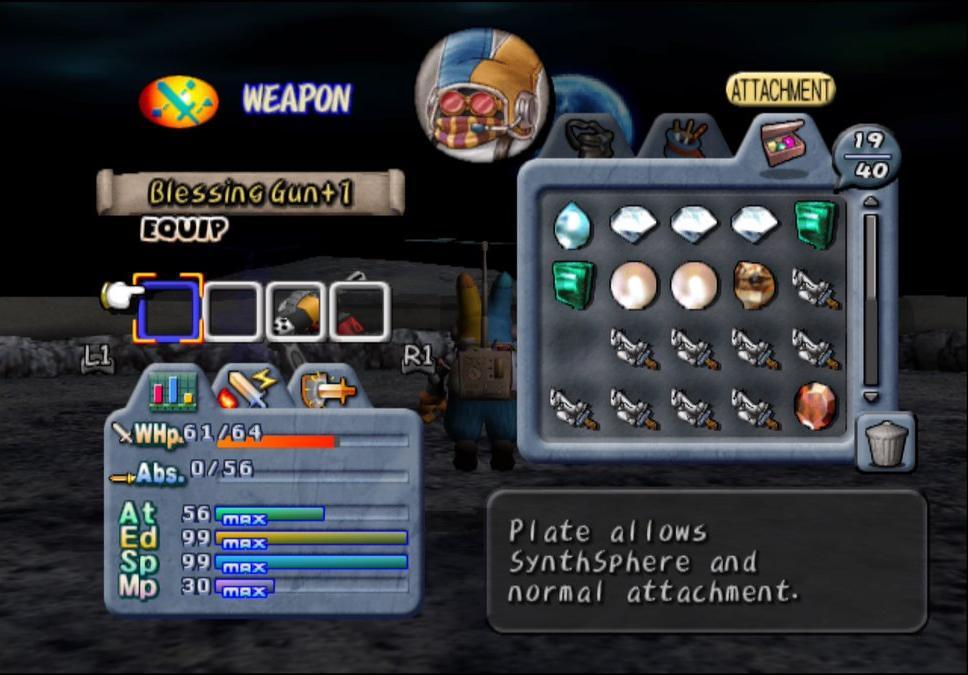 WEAPON
ATTACHMENT
19
40
Blessing Gun+1
EQUIP
L1
R1
WHp. 61/64
Abs. 0/56
At 56 MAX
Ed 99 MAX
Sp 99 MAX
Mp 30 MAX
Plate allows
SynthSphere and
normal attachment.